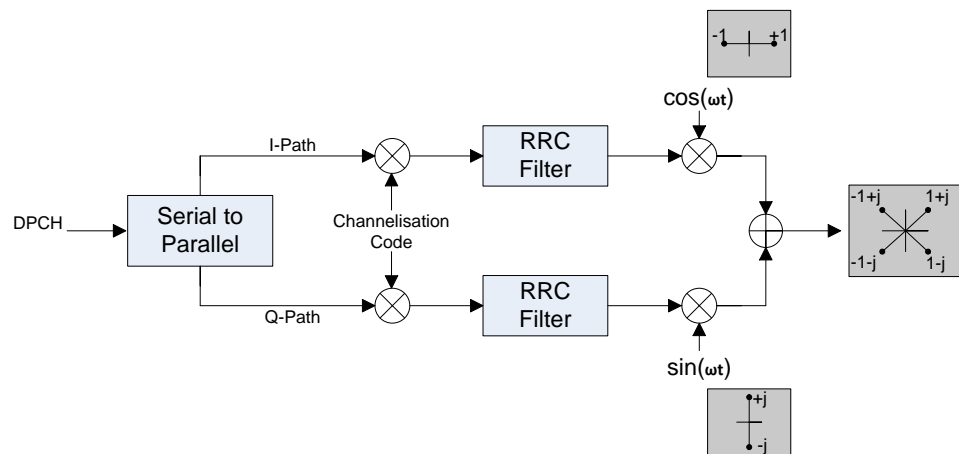 -1 +1
cos(ωt)
I-Path
RRC
Filter
DPCH
Serial to
Parallel
Channelisation
Code
-1+j 1+j
-1-j 1-j
Q-Path
RRC
Filter
sin(ωt)
+j
-j